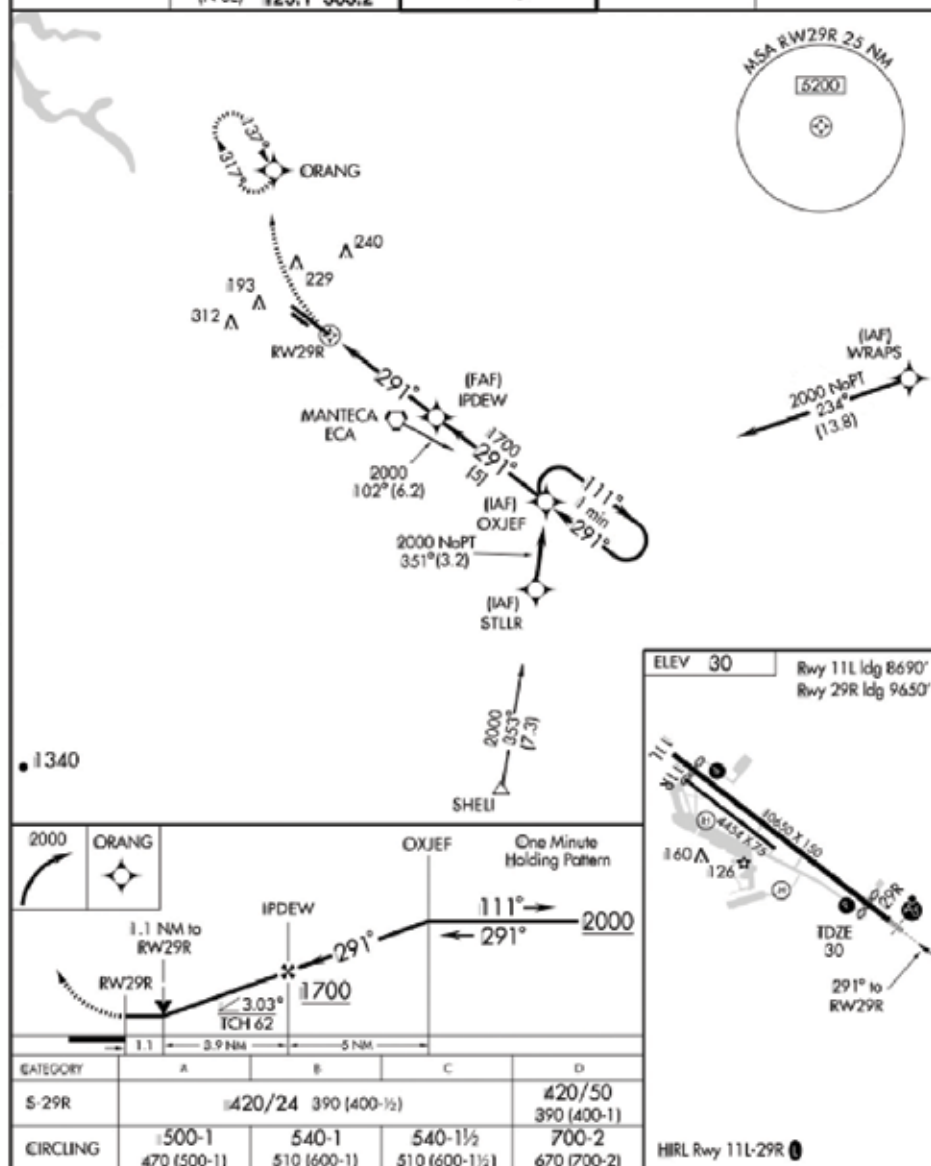 MSA RW29R 25 NM
5200
137°
317°
ORANG
240
229
193
312
RW29R
291°
(FAF)
IPDEW
MANTECA
ECA
2000
102° (6.2)
1700
291°
(5)
(IAF)
WRAPS
2000 NoPT
234°
(13.8)
(IAF)
OXJEF
111°
1 min
291°
2000 NoPT
351° (3.2)
(IAF)
STLLR
2000
353°
(7.3)
SHELI
1340
ELEV 30
Rwy 11L ldg 8690'
Rwy 29R ldg 9650'
11L
11R
10650 X 150
4454 X 75
H
160
126
H
29R
TDZE
30
291° to
RW29R
HIRL Rwy 11L-29R L
2000
ORANG
OXJEF
One Minute
Holding Pattern
1.1 NM to
RW29R
IPDEW
111°
291°
2000
291°
RW29R
1700
3.03°
TCH 62
1.1
3.9 NM
5 NM
CATEGORY A B C D
S-29R 420/24 390 (400-½) 420/50
390 (400-1)
CIRCLING 500-1 540-1 540-1½ 700-2
470 (500-1) 510 (600-1) 510 (600-1½) 670 (700-2)